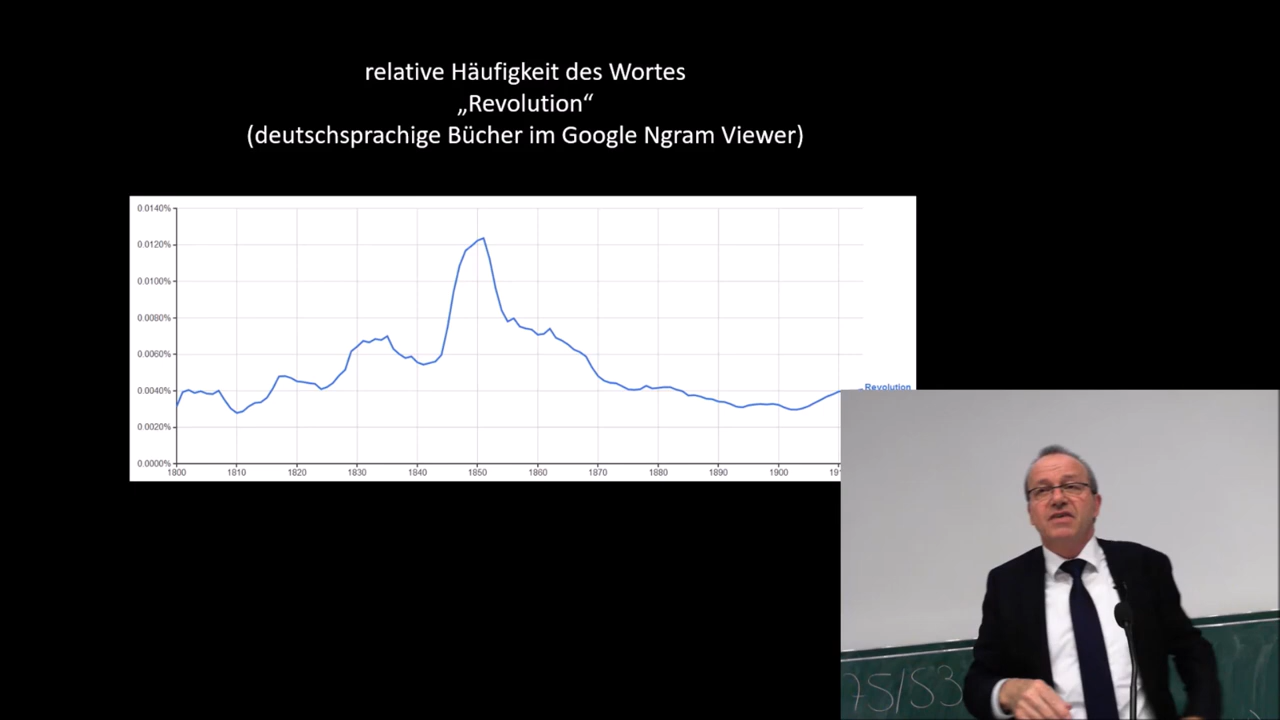 relative Häufigkeit des Wortes
„Revolution“
(deutschsprachige Bücher im Google Ngram Viewer)
0.0140%
0.0120%
0.0100%
0.0080%
0.0060%
0.0040%
0.0020%
0.0000%
Revolution
1800 1810 1820 1830 1840 1850 1860 1870 1880 1890 1900
75/53